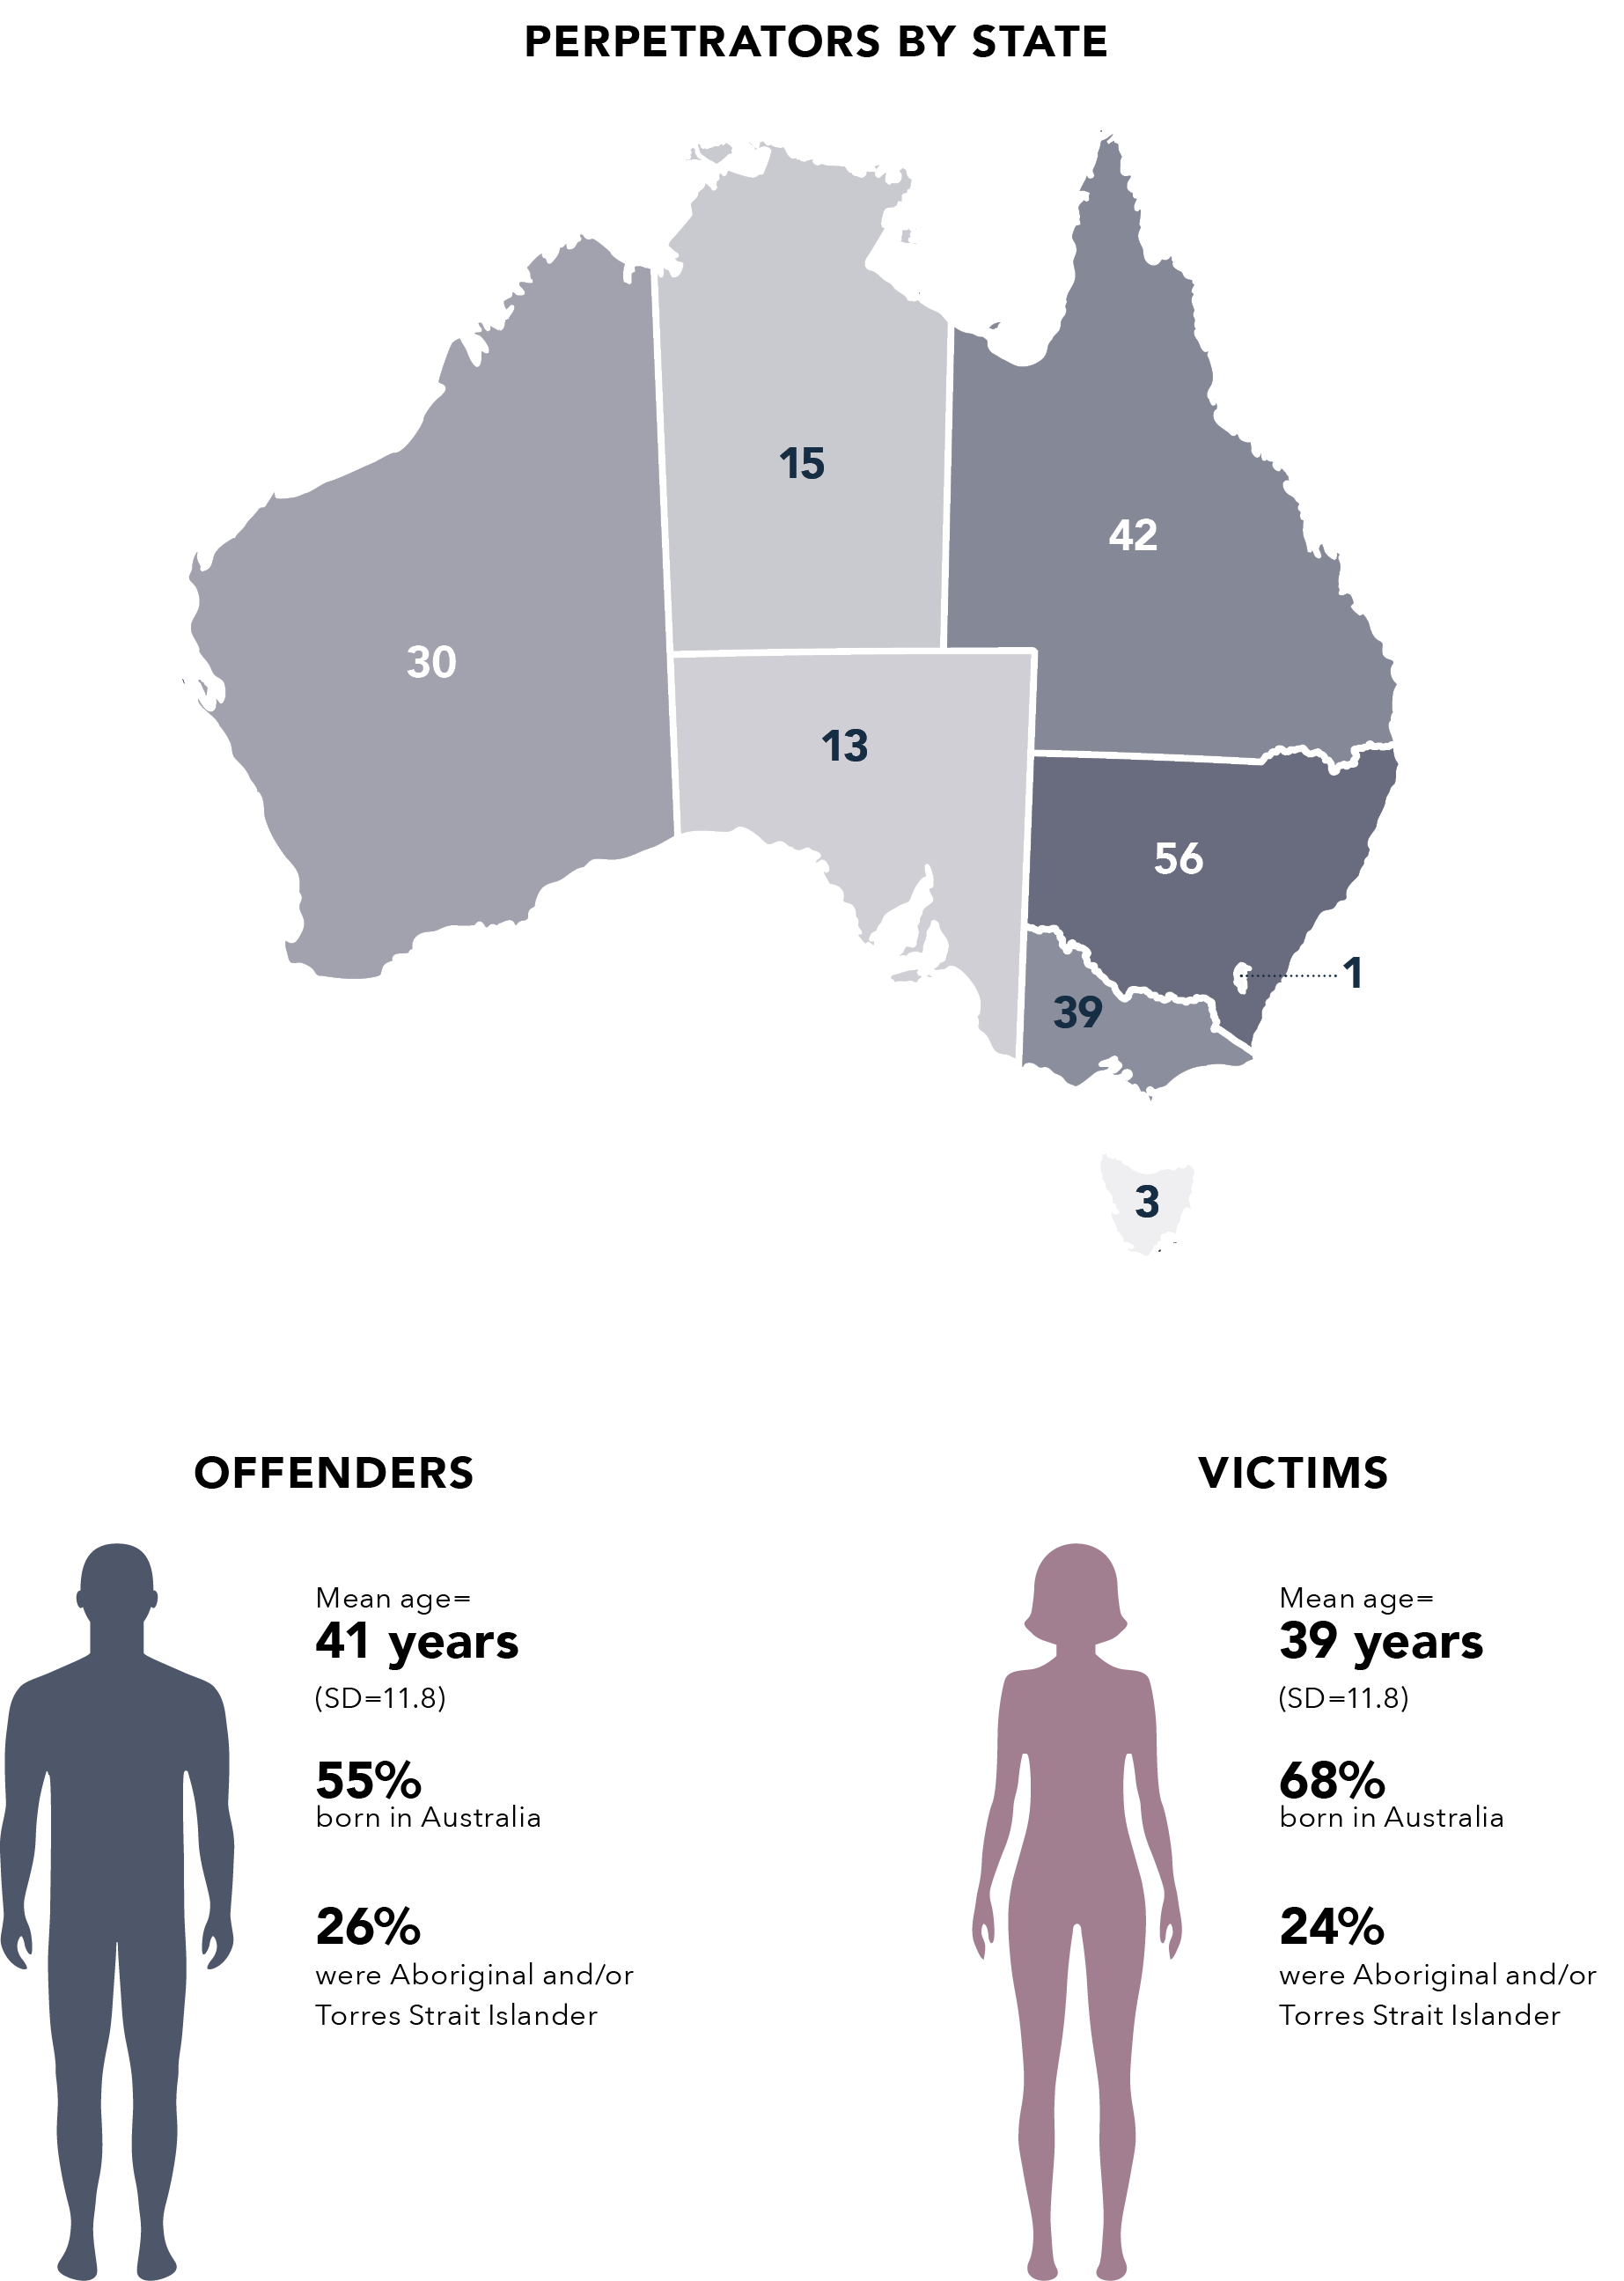 PERPETRATORS BY STATE
15
42
30
13
56
1
39
3
OFFENDERS
Mean age=
41 years
(SD=11.8)
55%
born in Australia
26%
were Aboriginal and/or
Torres Strait Islander
VICTIMS
Mean age=
39 years
(SD=11.8)
68%
born in Australia
24%
were Aboriginal and/or
Torres Strait Islander